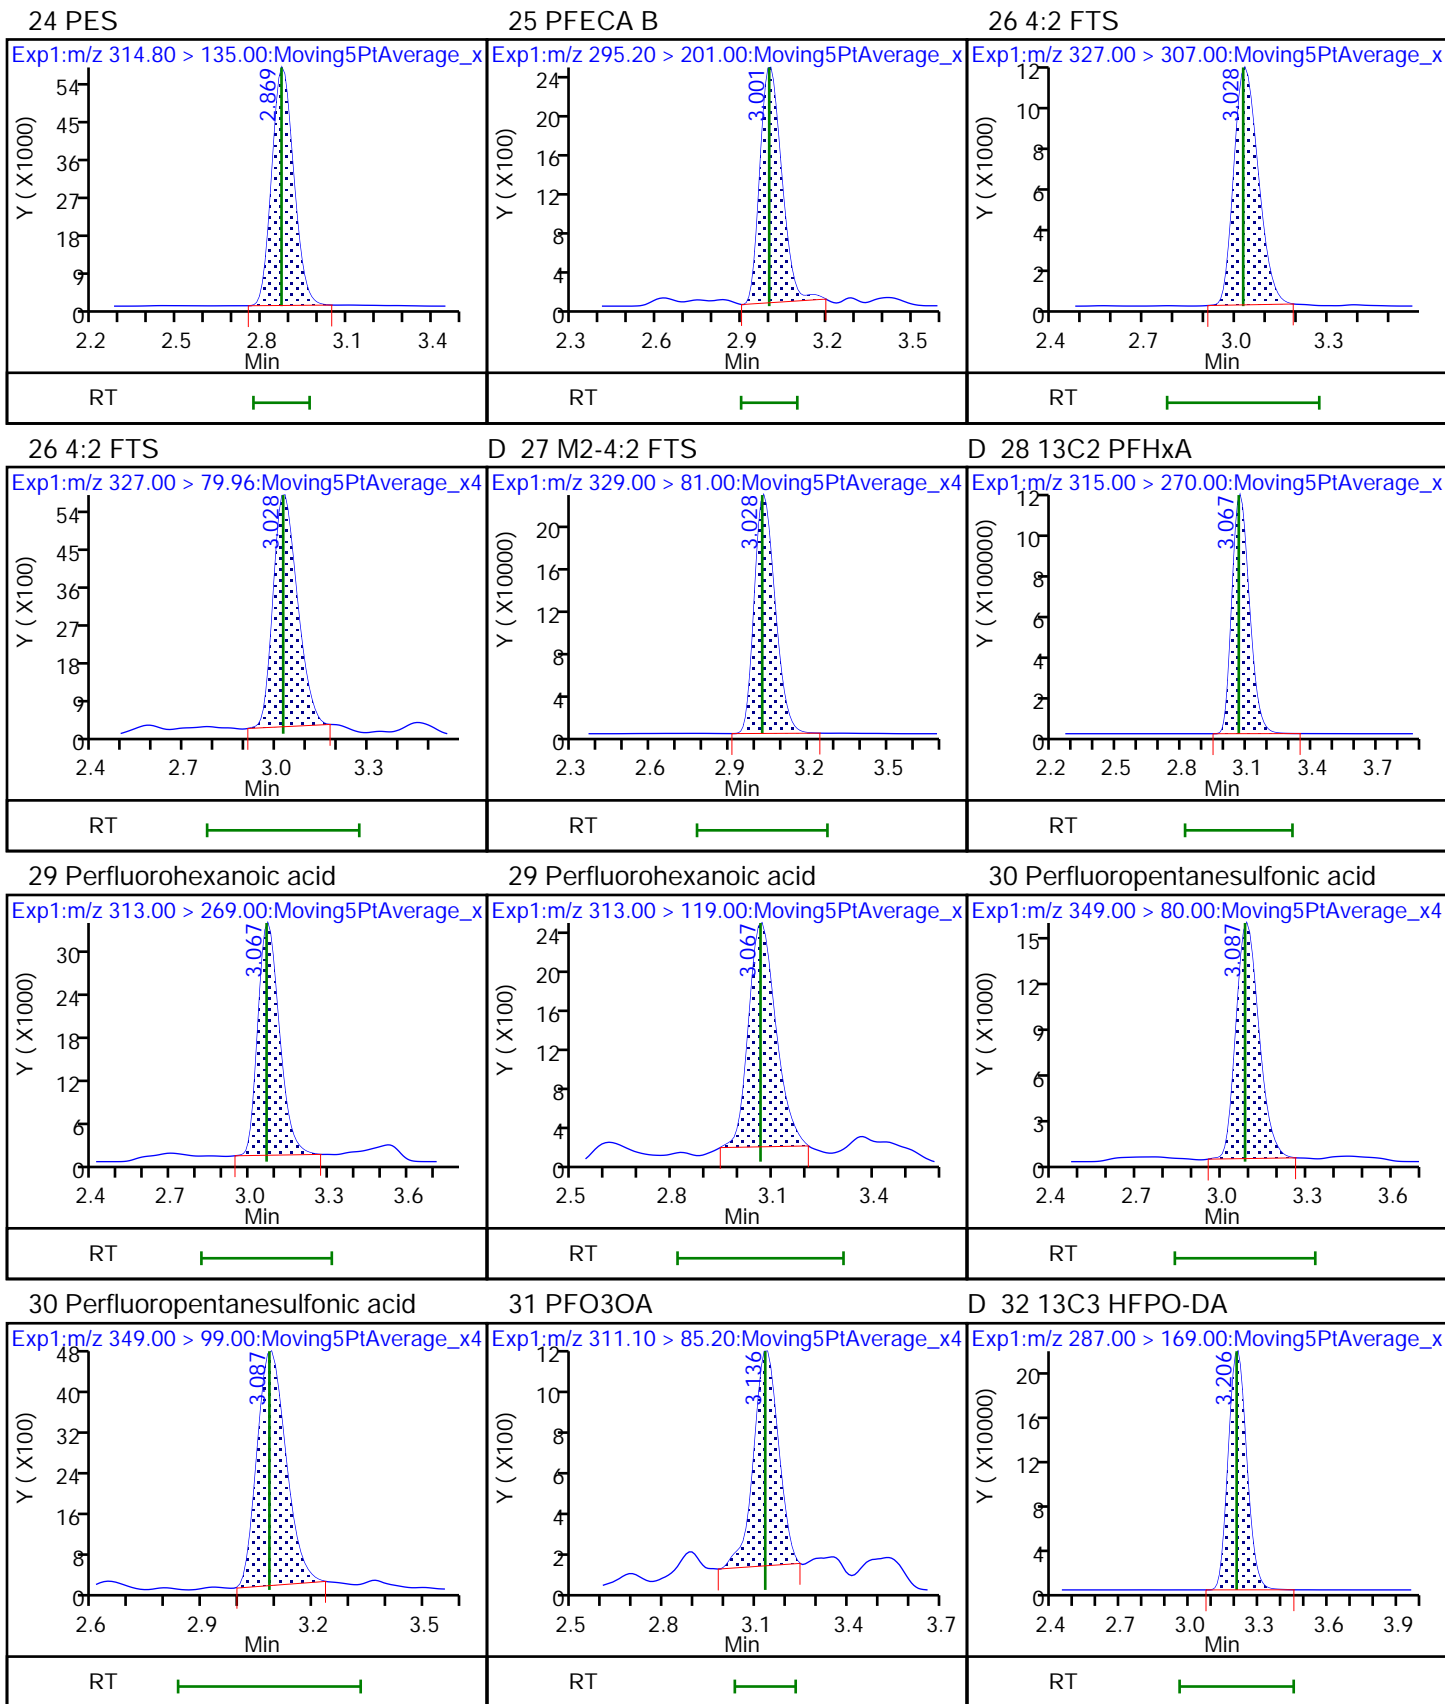 24 PES
25 PFECA B
26 4:2 FTS
Exp1:m/z 314.80 > 135.00:Moving5PtAverage_x
Exp1:m/z 295.20 > 201.00:Moving5PtAverage_x
Exp1:m/z 327.00 > 307.00:Moving5PtAverage_x
2.869
3.001
3.028
Y ( X1000)
54
45
36
27
18
9
0
2.2 2.5 2.8 3.1 3.4
Min
Y ( X100)
24
20
16
12
8
4
0
2.3 2.6 2.9 3.2 3.5
Min
Y ( X1000)
12
10
8
6
4
2
0
2.4 2.7 3.0 3.3
Min
RT
RT
RT
26 4:2 FTS
D 27 M2-4:2 FTS
D 28 13C2 PFHxA
Exp1:m/z 327.00 > 79.96:Moving5PtAverage_x4
Exp1:m/z 329.00 > 81.00:Moving5PtAverage_x4
Exp1:m/z 315.00 > 270.00:Moving5PtAverage_x
3.028
3.028
3.067
Y ( X100)
54
45
36
27
18
9
0
2.4 2.7 3.0 3.3
Min
Y ( X10000)
20
16
12
8
4
0
2.3 2.6 2.9 3.2 3.5
Min
Y ( X100000)
12
10
8
6
4
2
0
2.2 2.5 2.8 3.1 3.4 3.7
Min
RT
RT
RT
29 Perfluorohexanoic acid
29 Perfluorohexanoic acid
30 Perfluoropentanesulfonic acid
Exp1:m/z 313.00 > 269.00:Moving5PtAverage_x
Exp1:m/z 313.00 > 119.00:Moving5PtAverage_x
Exp1:m/z 349.00 > 80.00:Moving5PtAverage_x4
3.067
3.067
3.087
Y ( X1000)
30
24
18
12
6
0
2.4 2.7 3.0 3.3 3.6
Min
Y ( X100)
24
20
16
12
8
4
0
2.5 2.8 3.1 3.4
Min
Y ( X1000)
15
12
9
6
3
0
2.4 2.7 3.0 3.3 3.6
Min
RT
RT
RT
30 Perfluoropentanesulfonic acid
31 PFO3OA
D 32 13C3 HFPO-DA
Exp1:m/z 349.00 > 99.00:Moving5PtAverage_x4
Exp1:m/z 311.10 > 85.20:Moving5PtAverage_x4
Exp1:m/z 287.00 > 169.00:Moving5PtAverage_x
3.087
3.136
3.206
Y ( X100)
48
40
32
24
16
8
0
2.6 2.9 3.2 3.5
Min
Y ( X100)
12
10
8
6
4
2
0
2.5 2.8 3.1 3.4 3.7
Min
Y ( X10000)
20
16
12
8
4
0
2.4 2.7 3.0 3.3 3.6 3.9
Min
RT
RT
RT